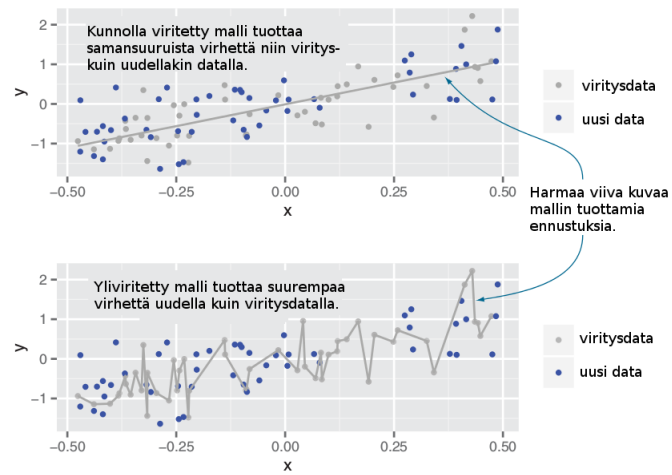 Kunnolla viritetty malli tuottaa
samansuuruista virhettä niin viritys-
kuin uudellakin datalla.
2
1
0
−1
y
−0.50
−0.25
0.00
0.25
0.50
x
viritysdata
uusi data
Harmaa viiva kuvaa
mallin tuottamia
ennustuksia.
Yliviritetty malli tuottaa suurempaa
virhettä uudella kuin viritysdatalla.
2
1
0
−1
y
−0.50
−0.25
0.00
0.25
0.50
x
viritysdata
uusi data